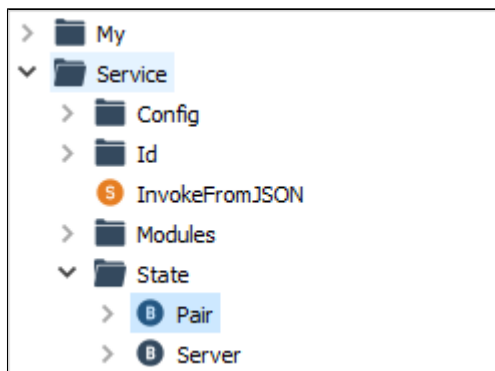 My
Service
Config
Id
S InvokeFromJSON
Modules
State
B Pair
B Server